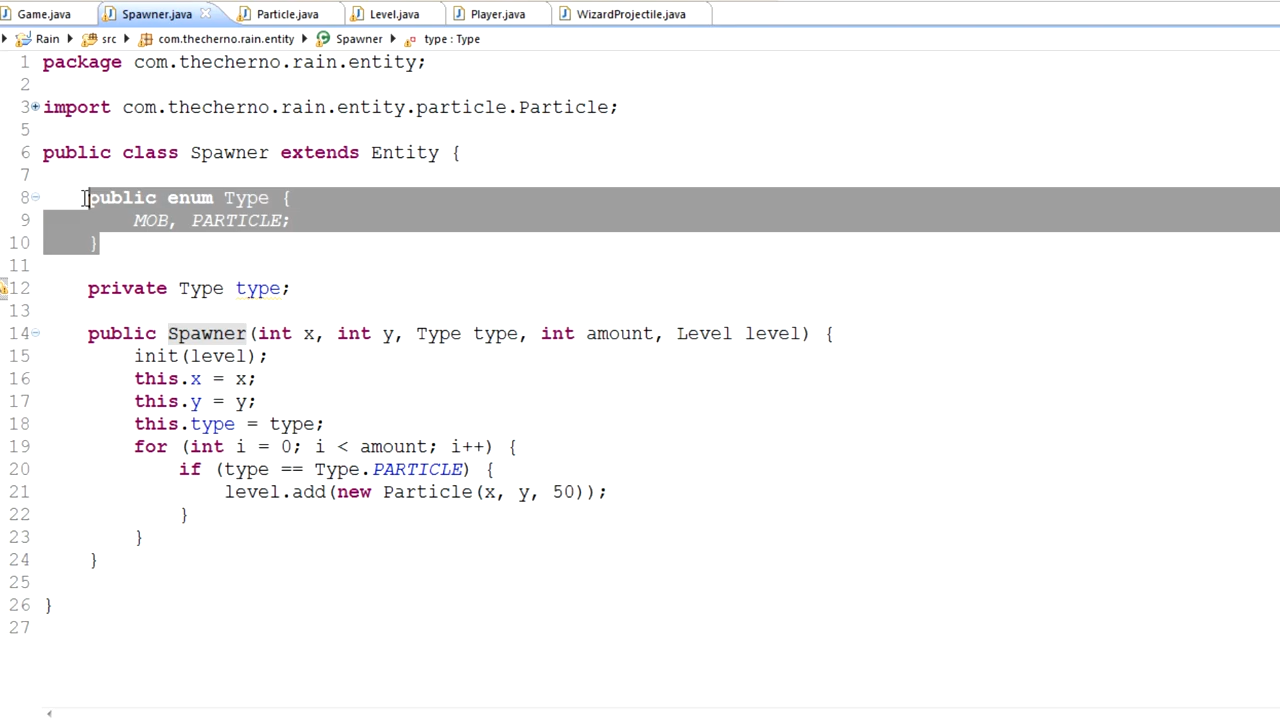 Game.java Spawner.java Particle.java Level.java Player.java WizardProjectile.java
Rain src com.thecherno.rain.entity Spawner type : Type
1 package com.thecherno.rain.entity;
2
3 import com.thecherno.rain.entity.particle.Particle;
5
6 public class Spawner extends Entity {
7
8 public enum Type {
9 MOB, PARTICLE;
10 }
11
12 private Type type;
13
14 public Spawner(int x, int y, Type type, int amount, Level level) {
15 init(level);
16 this.x = x;
17 this.y = y;
18 this.type = type;
19 for (int i = 0; i < amount; i++) {
20 if (type == Type.PARTICLE) {
21 level.add(new Particle(x, y, 50));
22 }
23 }
24 }
25
26 }
27